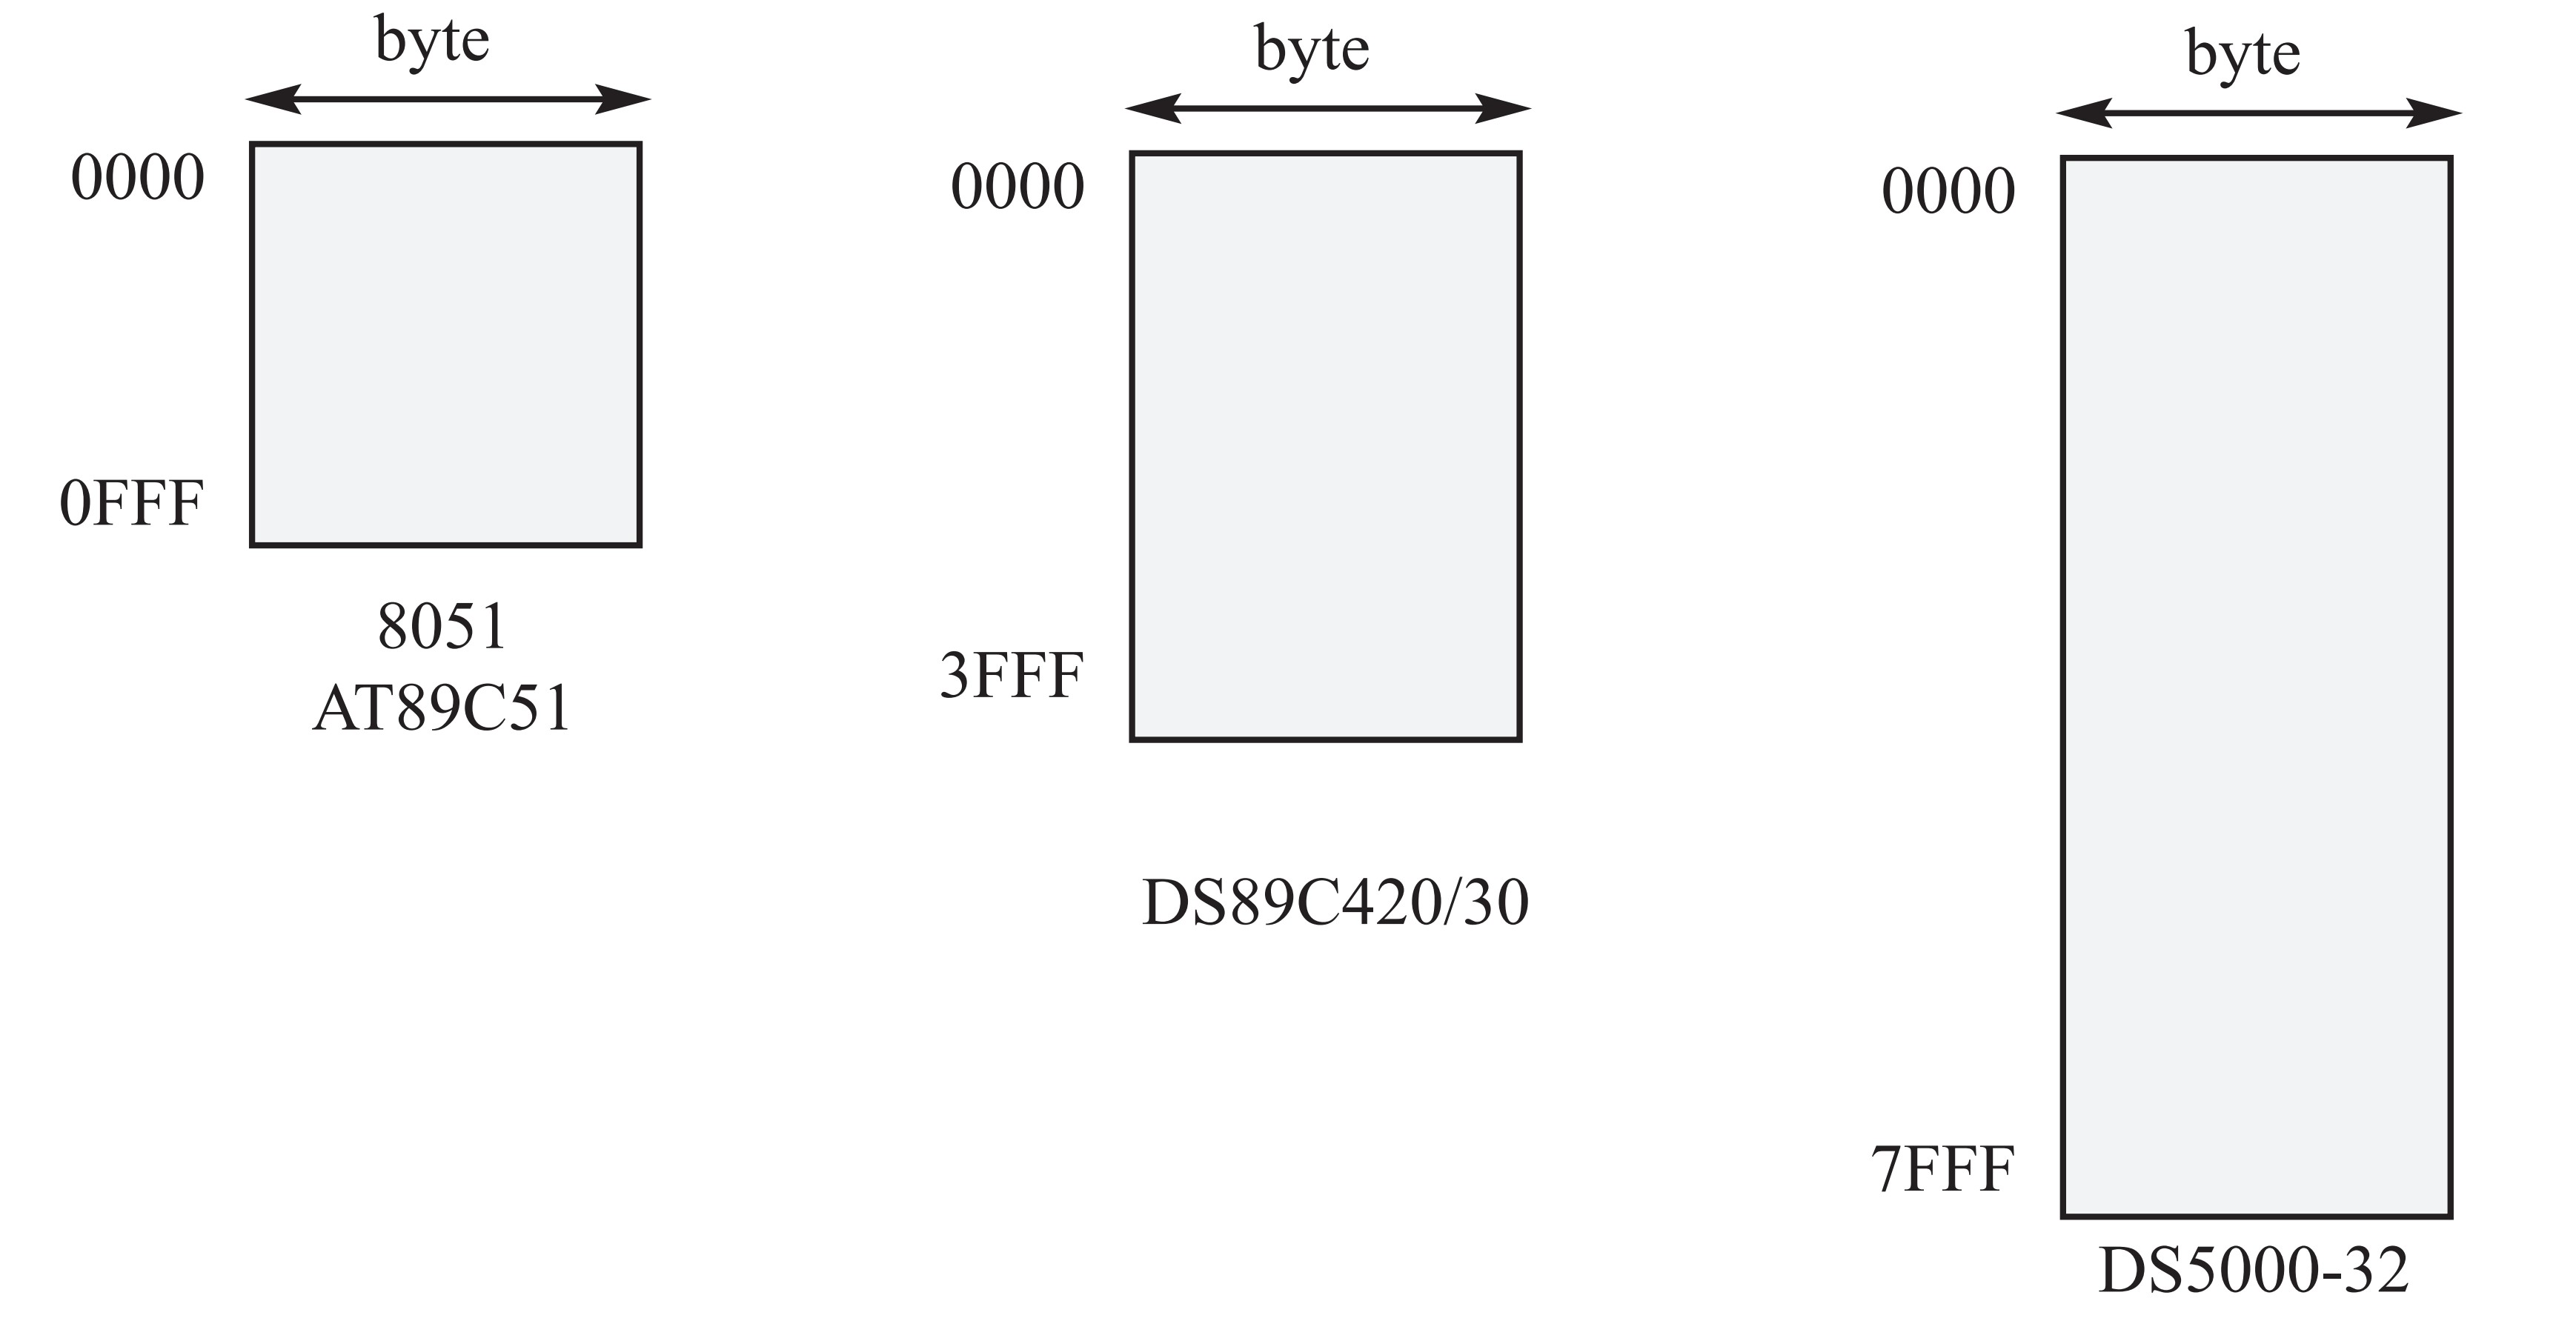 byte
0000
0FFF
8051
AT89C51
byte
0000
3FFF
DS89C420/30
byte
0000
7FFF
DS5000-32